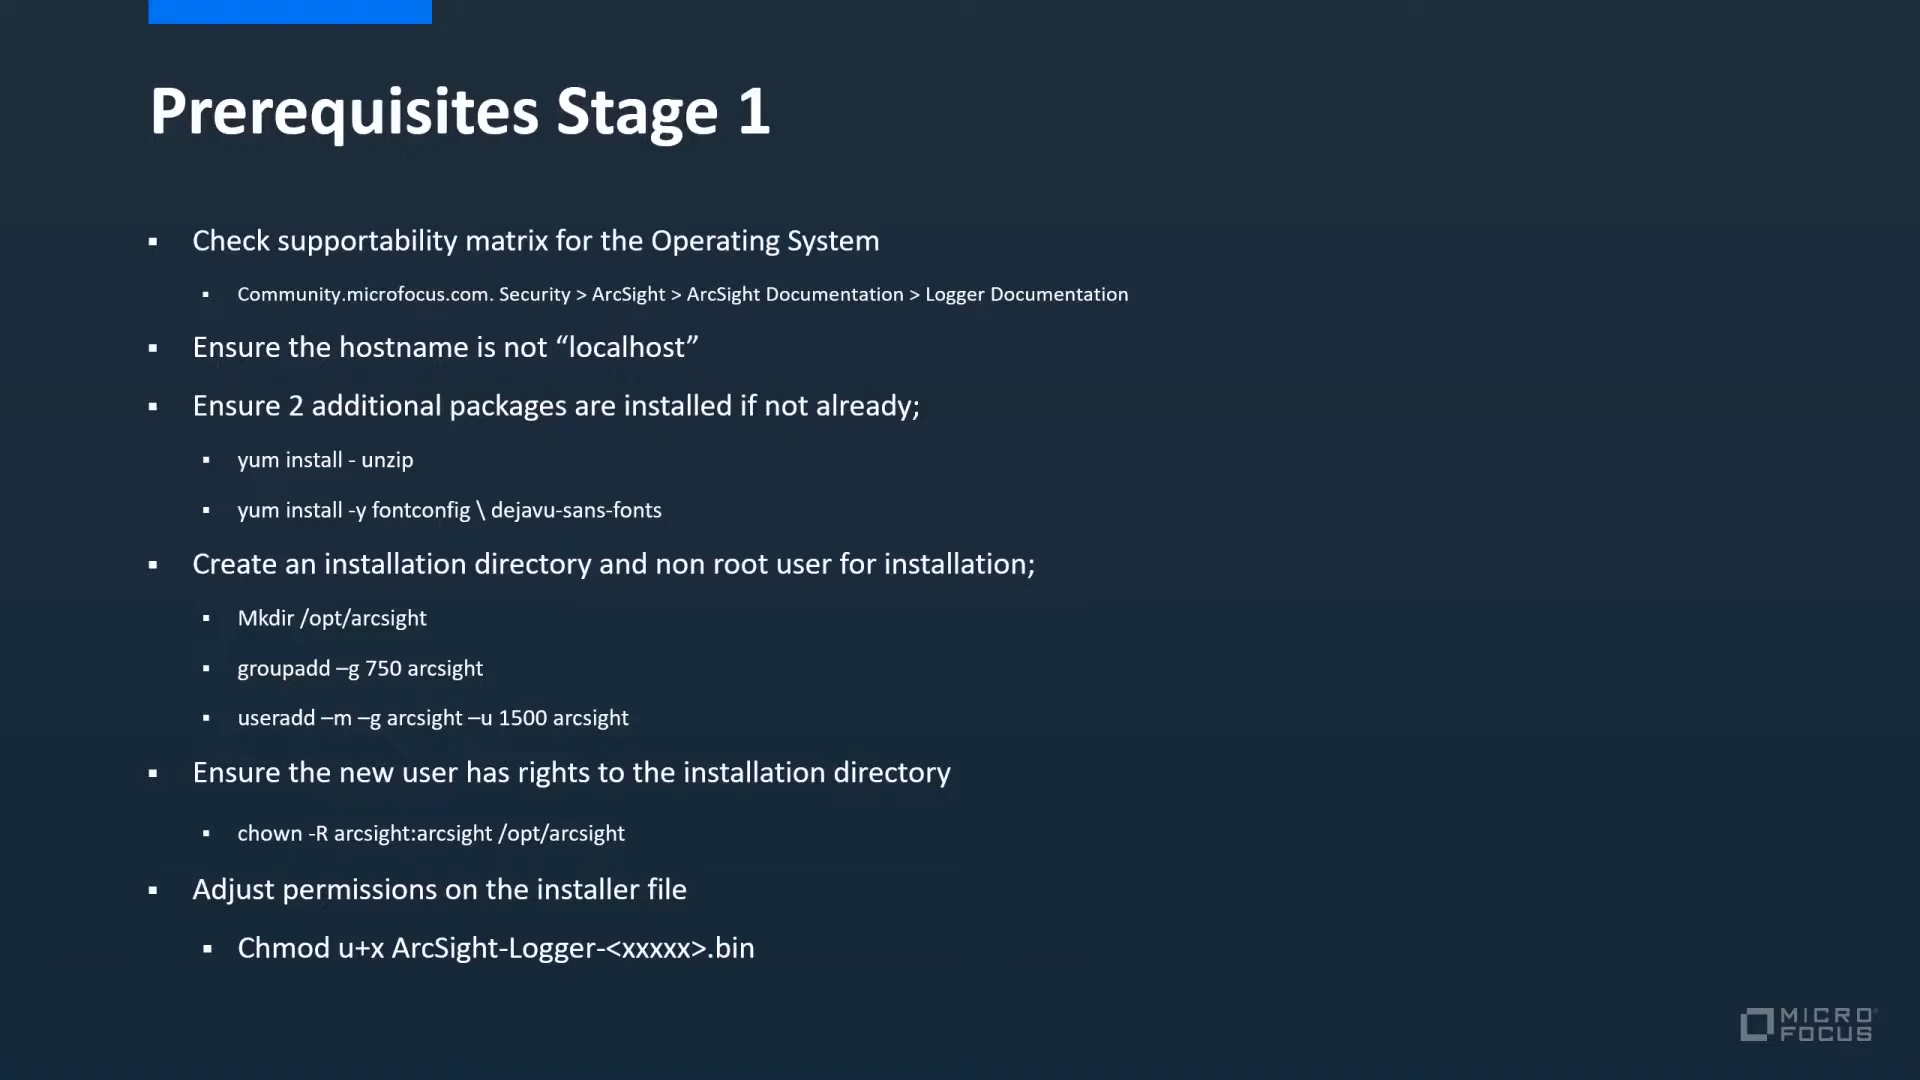 Prerequisites Stage 1
▪ Check supportability matrix for the Operating System
▪ Community.microfocus.com. Security > ArcSight > ArcSight Documentation > Logger Documentation
▪ Ensure the hostname is not “localhost”
▪ Ensure 2 additional packages are installed if not already;
▪ yum install - unzip
▪ yum install -y fontconfig \ dejavu-sans-fonts
▪ Create an installation directory and non root user for installation;
▪ Mkdir /opt/arcsight
▪ groupadd –g 750 arcsight
▪ useradd –m –g arcsight –u 1500 arcsight
▪ Ensure the new user has rights to the installation directory
▪ chown -R arcsight:arcsight /opt/arcsight
▪ Adjust permissions on the installer file
▪ Chmod u+x ArcSight-Logger-<xxxxx>.bin
MICRO
FOCUS